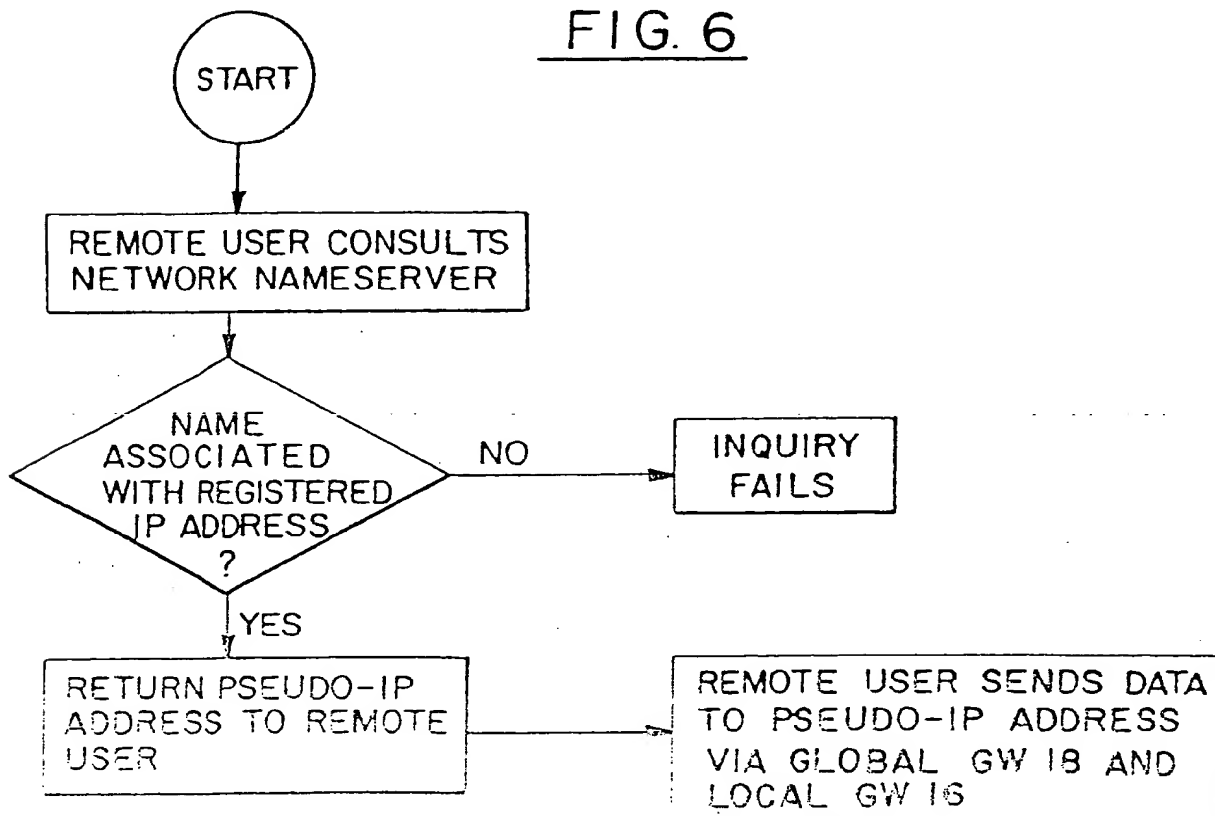 FIG. 6
START
REMOTE USER CONSULTS
NETWORK NAMESERVER
NAME
ASSOCIATED
WITH REGISTERED
IP ADDRESS
?
NO
INQUIRY
FAILS
YES
RETURN PSEUDO-IP
ADDRESS TO REMOTE
USER
REMOTE USER SENDS DATA
TO PSEUDO-IP ADDRESS
VIA GLOBAL GW 18 AND
LOCAL GW 16